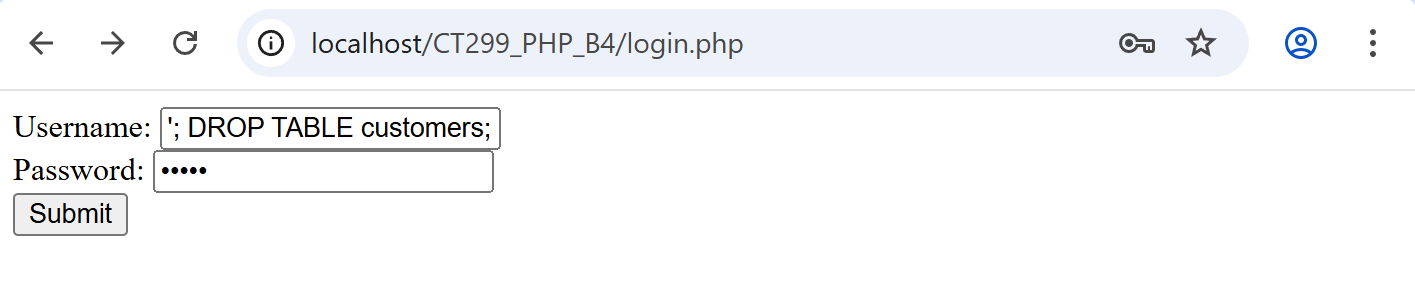 localhost/CT299_PHP_B4/login.php
Username: '; DROP TABLE customers;
Password: •••••
Submit